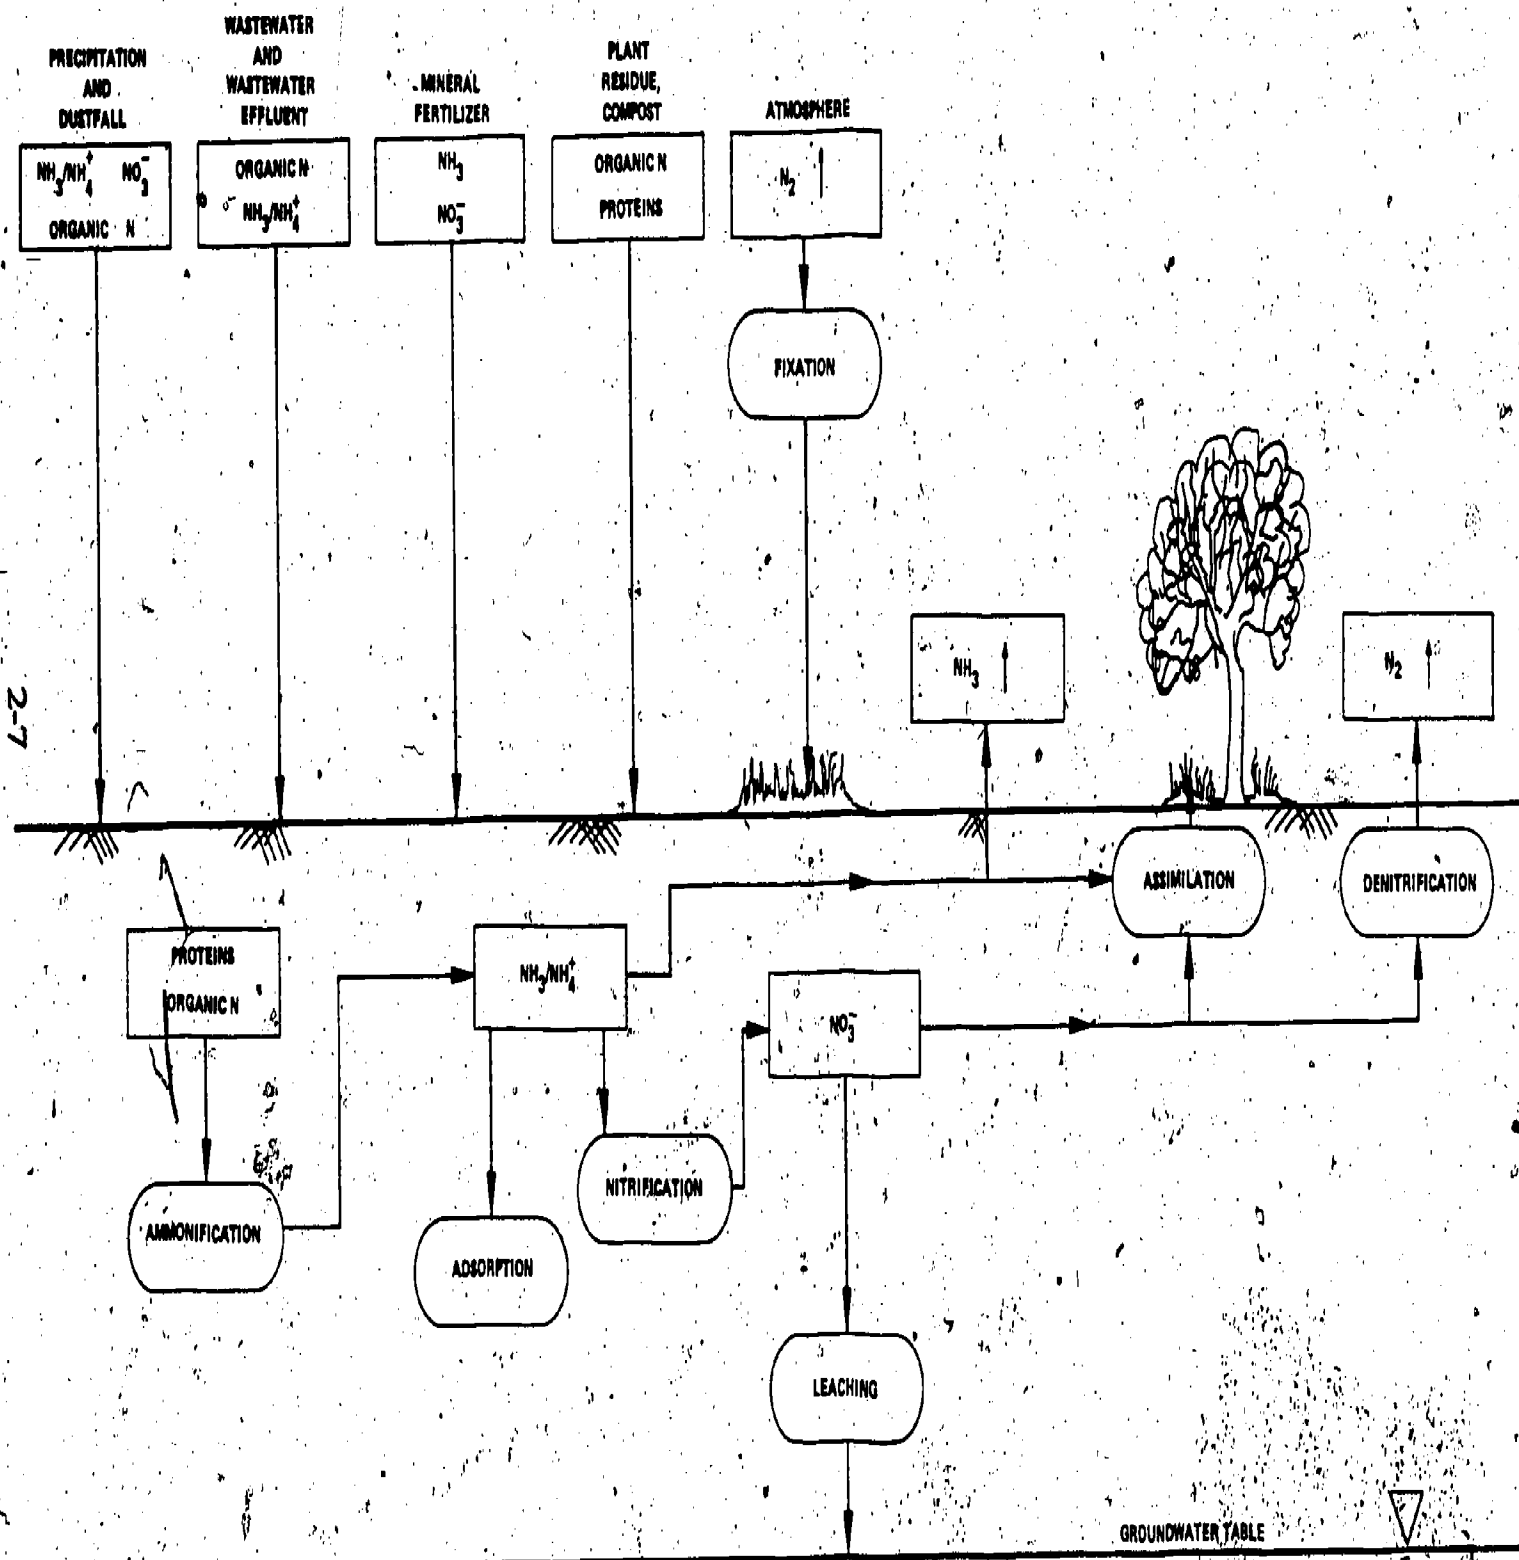 PRECIPITATION
AND
DUSTFALL
NH₃/NH₄⁺ NO₃⁻
ORGANIC N
WASTEWATER
AND
WASTEWATER
EFFLUENT
ORGANIC N
NH₃/NH₄⁺
MINERAL
FERTILIZER
NH₃
NO₃⁻
PLANT
RESIDUE,
COMPOST
ORGANIC N
PROTEINS
ATMOSPHERE
N₂ ↑
FIXATION
NH₃ ↑
N₂ ↑
2-7
ASSIMILATION
DENITRIFICATION
PROTEINS
ORGANIC N
NH₃/NH₄⁺
NO₃⁻
AMMONIFICATION
ADSORPTION
NITRIFICATION
LEACHING
GROUNDWATER TABLE